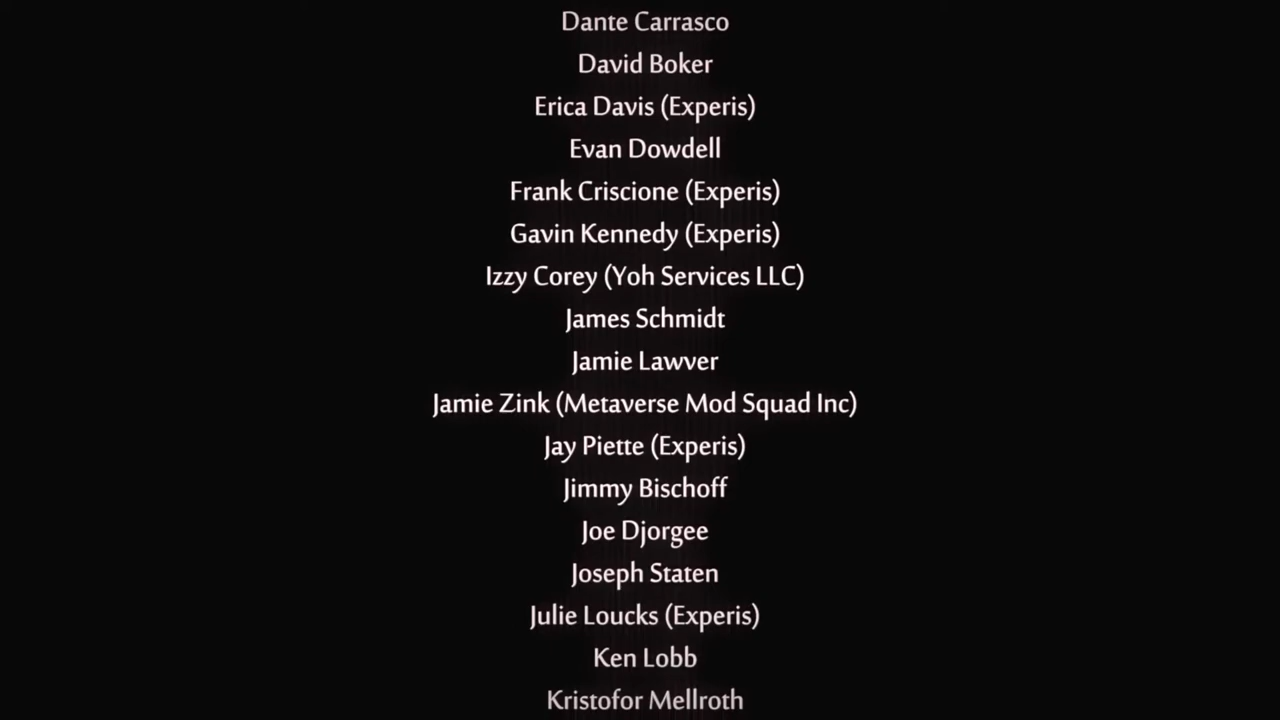 Dante Carrasco
David Boker
Erica Davis (Experis)
Evan Dowdell
Frank Criscione (Experis)
Gavin Kennedy (Experis)
Izzy Corey (Yoh Services LLC)
James Schmidt
Jamie Lawver
Jamie Zink (Metaverse Mod Squad Inc)
Jay Piette (Experis)
Jimmy Bischoff
Joe Djorgee
Joseph Staten
Julie Loucks (Experis)
Ken Lobb
Kristofor Mellroth